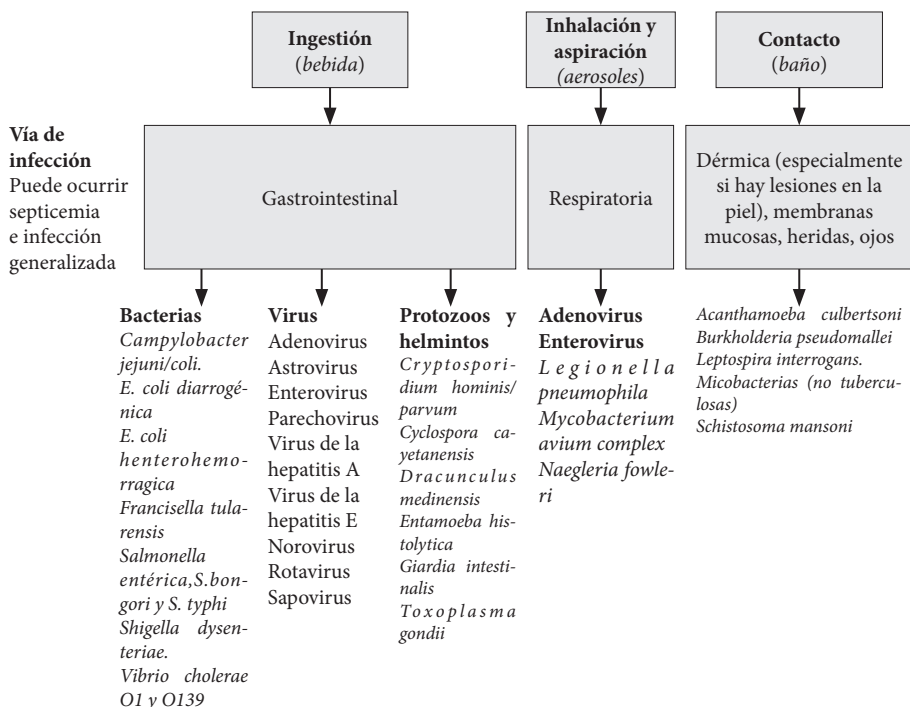 Ingestión
(bebida)
Inhalación y
aspiración
(aerosoles)
Contacto
(baño)
Vía de
infección
Puede ocurrir
septicemia
e infección
generalizada
Gastrointestinal
Respiratoria
Dérmica (especialmente
si hay lesiones en la
piel), membranas
mucosas, heridas, ojos
Bacterias
Campylobacter
jejuni/coli.
E. coli diarrogé-
nica
E. coli
henterohemo-
rragica
Francisella tula-
rensis
Salmonella
entérica,S.bon-
gori y S. typhi
Shigella dysen-
teriae.
Vibrio cholerae
O1 y O139
Virus
Adenovirus
Astrovirus
Enterovirus
Parechovirus
Virus de la
hepatitis A
Virus de la
hepatitis E
Norovirus
Rotavirus
Sapovirus
Protozoos y
helmintos
Cryptospori-
dium hominis/
parvum
Cyclospora ca-
yetanensis
Dracunculus
medinensis
Entamoeba his-
tolytica
Giardia intesti-
nalis
Toxoplasma
gondii
Adenovirus
Enterovirus
Legionella
pneumophila
Mycobacterium
avium complex
Naegleria fowle-
ri
Acanthamoeba culbertsoni
Burkholderia pseudomallei
Leptospira interrogans.
Micobacterias (no tubercu-
losas)
Schistosoma mansoni